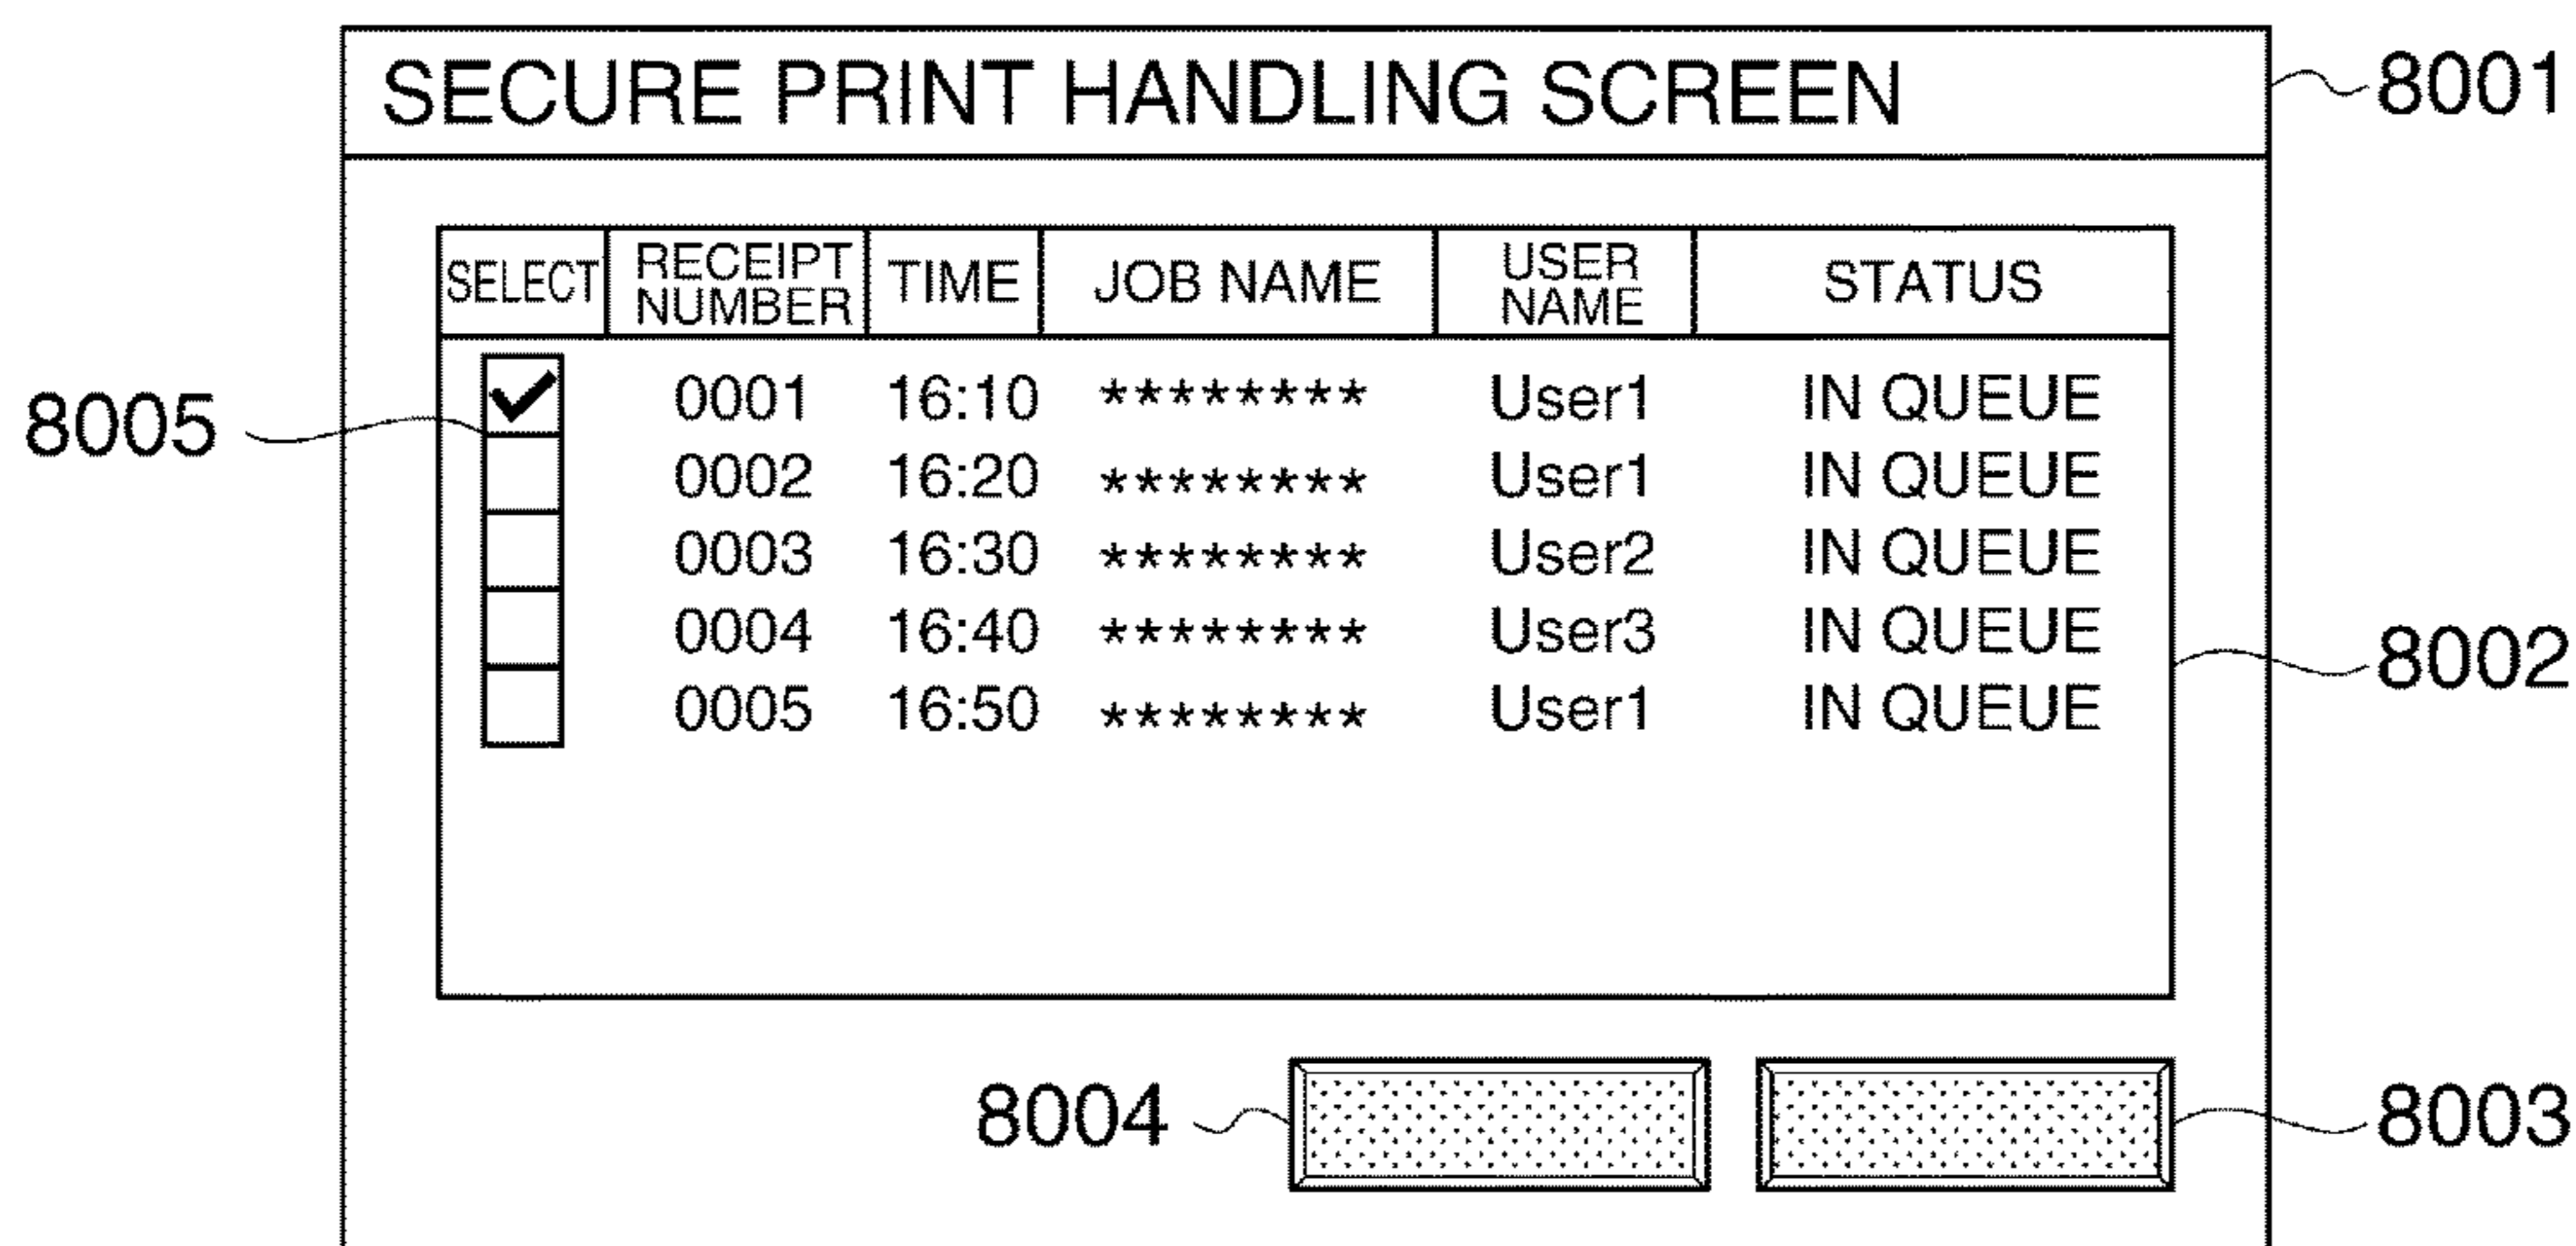 SECURE PRINT HANDLING SCREEN
8001
SELECT RECEIPT NUMBER TIME JOB NAME USER NAME STATUS
0001 16:10 ******** User1 IN QUEUE
8005
0002 16:20 ******** User1 IN QUEUE
0003 16:30 ******** User2 IN QUEUE
0004 16:40 ******** User3 IN QUEUE
8002
0005 16:50 ******** User1 IN QUEUE
8004
8003